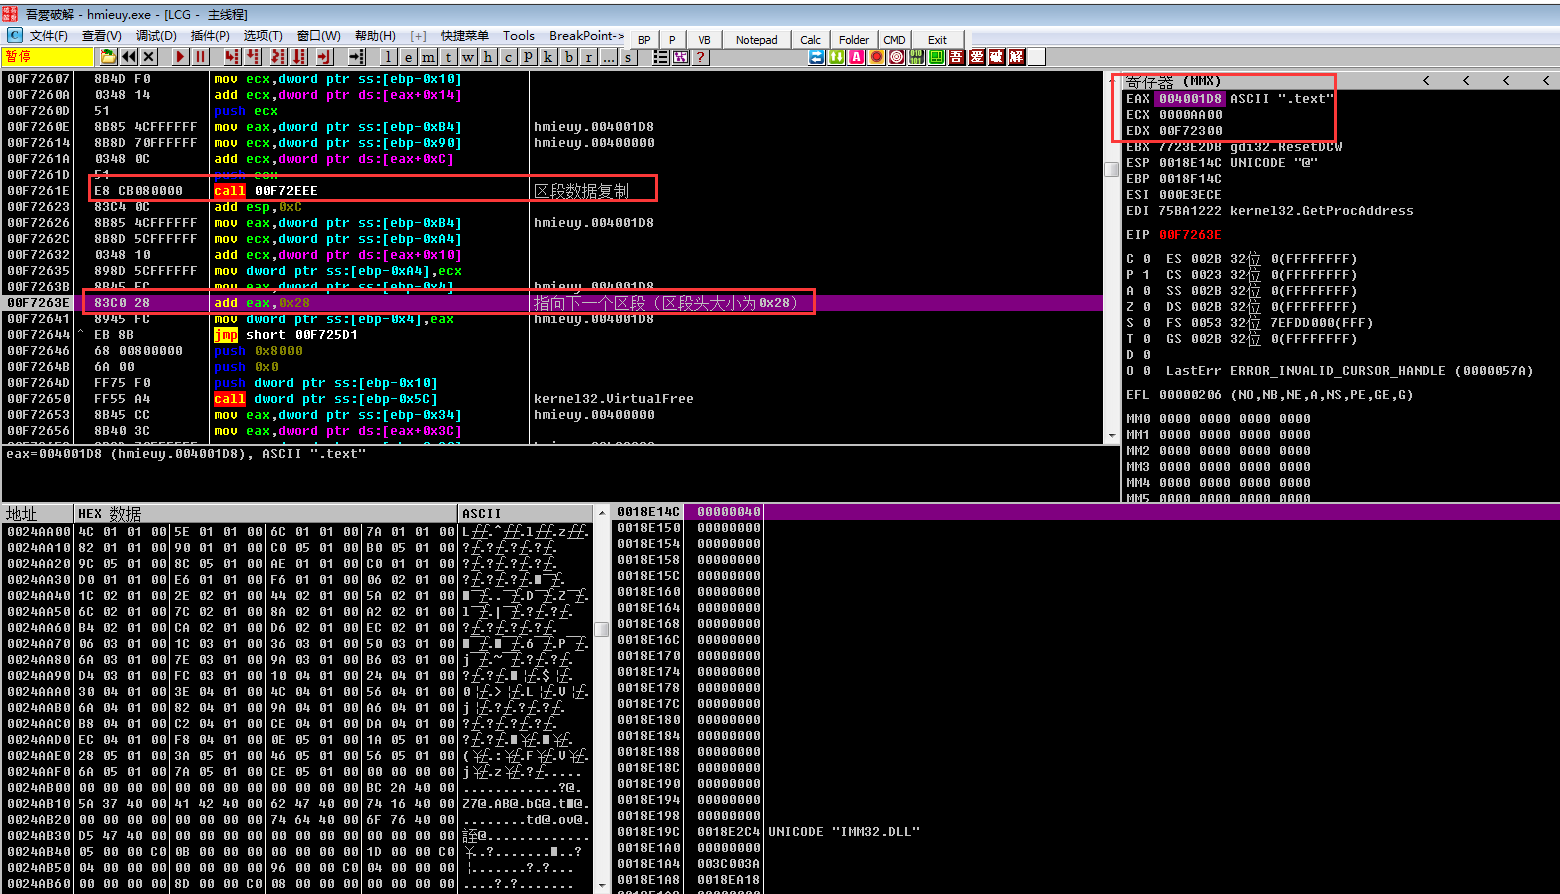 吾爱破解 - hmieuy.exe - [LCG - 主线程]
文件(F) 查看(V) 调试(D) 插件(P) 选项(T) 窗口(W) 帮助(H) [+] 快捷菜单 Tools BreakPoint-> BP P VB Notepad Calc Folder CMD Exit
暂停 l e m t w h c P k b r ... s ? 吾 爱 破 解
00F72607 8B4D F0 mov ecx,dword ptr ss:[ebp-0x10]
00F7260A 0348 14 add ecx,dword ptr ds:[eax+0x14]
00F7260D 51 push ecx
00F7260E 8B85 4CFFFFFF mov eax,dword ptr ss:[ebp-0xB4] hmieuy.004001D8
00F72614 8B8D 70FFFFFF mov ecx,dword ptr ss:[ebp-0x90] hmieuy.00400000
00F7261A 0348 0C add ecx,dword ptr ds:[eax+0xC]
00F7261D 51 push ecx
00F7261E E8 CB080000 call 00F72EEE 区段数据复制
00F72623 83C4 0C add esp,0xC
00F72626 8B85 4CFFFFFF mov eax,dword ptr ss:[ebp-0xB4] hmieuy.004001D8
00F7262C 8B8D 5CFFFFFF mov ecx,dword ptr ss:[ebp-0xA4]
00F72632 0348 10 add ecx,dword ptr ds:[eax+0x10]
00F72635 898D 5CFFFFFF mov dword ptr ss:[ebp-0xA4],ecx
00F7263B 8B45 FC mov eax,dword ptr ss:[ebp-0x4] hmieuy.004001D8
00F7263E 83C0 28 add eax,0x28 指向下一个区段（区段头大小为0x28）
00F72641 8945 FC mov dword ptr ss:[ebp-0x4],eax hmieuy.004001D8
00F72644 ^ EB 8B jmp short 00F725D1
00F72646 68 00800000 push 0x8000
00F7264B 6A 00 push 0x0
00F7264D FF75 F0 push dword ptr ss:[ebp-0x10]
00F72650 FF55 A4 call dword ptr ss:[ebp-0x5C] kernel32.VirtualFree
00F72653 8B45 CC mov eax,dword ptr ss:[ebp-0x34] hmieuy.00400000
00F72656 8B40 3C mov eax,dword ptr ds:[eax+0x3C]
eax=004001D8 (hmieuy.004001D8), ASCII ".text"
寄存器 (MMX) < < < <
EAX 004001D8 ASCII ".text"
ECX 0000AA00
EDX 00F72300
EBX 7723E2DB gdi32.ResetDCW
ESP 0018E14C UNICODE "@"
EBP 0018F14C
ESI 000E3ECE
EDI 75BA1222 kernel32.GetProcAddress
EIP 00F7263E
C 0 ES 002B 32位 0(FFFFFFFF)
P 1 CS 0023 32位 0(FFFFFFFF)
A 0 SS 002B 32位 0(FFFFFFFF)
Z 0 DS 002B 32位 0(FFFFFFFF)
S 0 FS 0053 32位 7EFDD000(FFF)
T 0 GS 002B 32位 0(FFFFFFFF)
D 0
O 0 LastErr ERROR_INVALID_CURSOR_HANDLE (0000057A)
EFL 00000206 (NO,NB,NE,A,NS,PE,GE,G)
MM0 0000 0000 0000 0000
MM1 0000 0000 0000 0000
MM2 0000 0000 0000 0000
MM3 0000 0000 0000 0000
MM4 0000 0000 0000 0000
MM5 0000 0000 0000 0000
地址 HEX 数据 ASCII
0024AA00 4C 01 01 00 5E 01 01 00 6C 01 01 00 7A 01 01 00
0024AA10 82 01 01 00 90 01 01 00 C0 05 01 00 B0 05 01 00
0024AA20 9C 05 01 00 8C 05 01 00 AE 01 01 00 C0 01 01 00
0024AA30 D0 01 01 00 E6 01 01 00 F6 01 01 00 06 02 01 00
0024AA40 1C 02 01 00 2E 02 01 00 44 02 01 00 5A 02 01 00
0024AA50 6C 02 01 00 7C 02 01 00 8A 02 01 00 A2 02 01 00
0024AA60 B4 02 01 00 CA 02 01 00 D6 02 01 00 EC 02 01 00
0024AA70 06 03 01 00 1C 03 01 00 36 03 01 00 50 03 01 00
0024AA80 6A 03 01 00 7E 03 01 00 9A 03 01 00 B6 03 01 00
0024AA90 D4 03 01 00 FC 03 01 00 10 04 01 00 24 04 01 00
0024AAA0 30 04 01 00 3E 04 01 00 4C 04 01 00 56 04 01 00
0024AAB0 6A 04 01 00 82 04 01 00 9A 04 01 00 A6 04 01 00
0024AAC0 B8 04 01 00 C2 04 01 00 CE 04 01 00 DA 04 01 00
0024AAD0 EC 04 01 00 F8 04 01 00 0E 05 01 00 1A 05 01 00
0024AAE0 28 05 01 00 3A 05 01 00 46 05 01 00 56 05 01 00
0024AAF0 6A 05 01 00 7A 05 01 00 CE 05 01 00 00 00 00 00
0024AB00 00 00 00 00 00 00 00 00 00 00 00 00 BC 2A 40 00 ............?@.
0024AB10 5A 37 40 00 41 42 40 00 62 47 40 00 74 16 40 00
0024AB20 00 00 00 00 00 00 00 00 74 64 40 00 6F 76 40 00 ........td@.ov@.
0024AB30 D5 47 40 00 00 00 00 00 00 00 00 00 00 00 00 00
0024AB40 05 00 00 C0 0B 00 00 00 00 00 00 00 1D 00 00 C0
0024AB50 04 00 00 00 00 00 00 00 96 00 00 C0 04 00 00 00
0024AB60 00 00 00 00 8D 00 00 C0 08 00 00 00 00 00 00 00 ....?.?.......
0018E14C 00000040
0018E150 00000000
0018E154 00000000
0018E158 00000000
0018E15C 00000000
0018E160 00000000
0018E164 00000000
0018E168 00000000
0018E16C 00000000
0018E170 00000000
0018E174 00000000
0018E178 00000000
0018E17C 00000000
0018E180 00000000
0018E184 00000000
0018E188 00000000
0018E18C 00000000
0018E190 00000000
0018E194 00000000
0018E198 00000000
0018E19C 0018E2C4 UNICODE "IMM32.DLL"
0018E1A0 00000000
0018E1A4 003C003A
0018E1A8 0018EA18